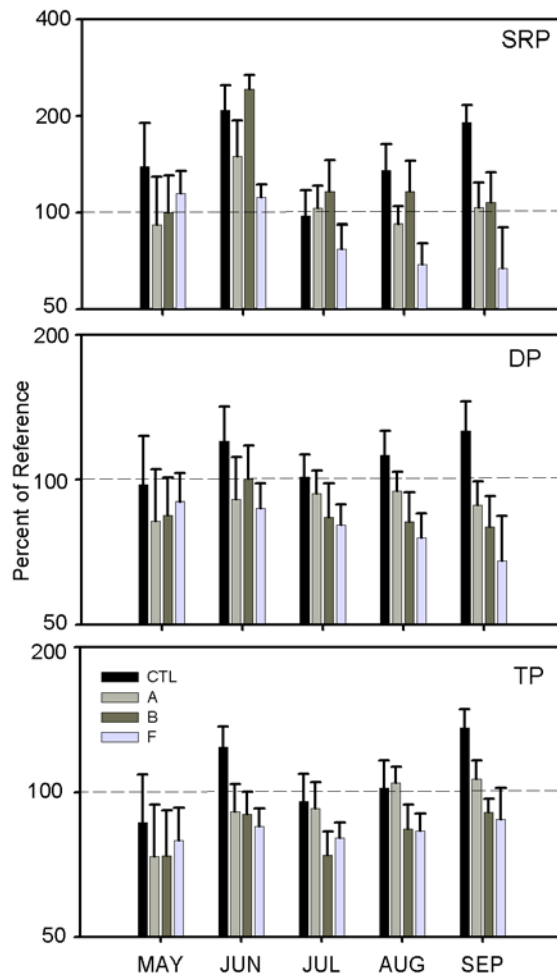 400
SRP
200
100
50
200
DP
100
50
Percent of Reference
200
TP
CTL
A
B
F
100
50
MAY JUN JUL AUG SEP